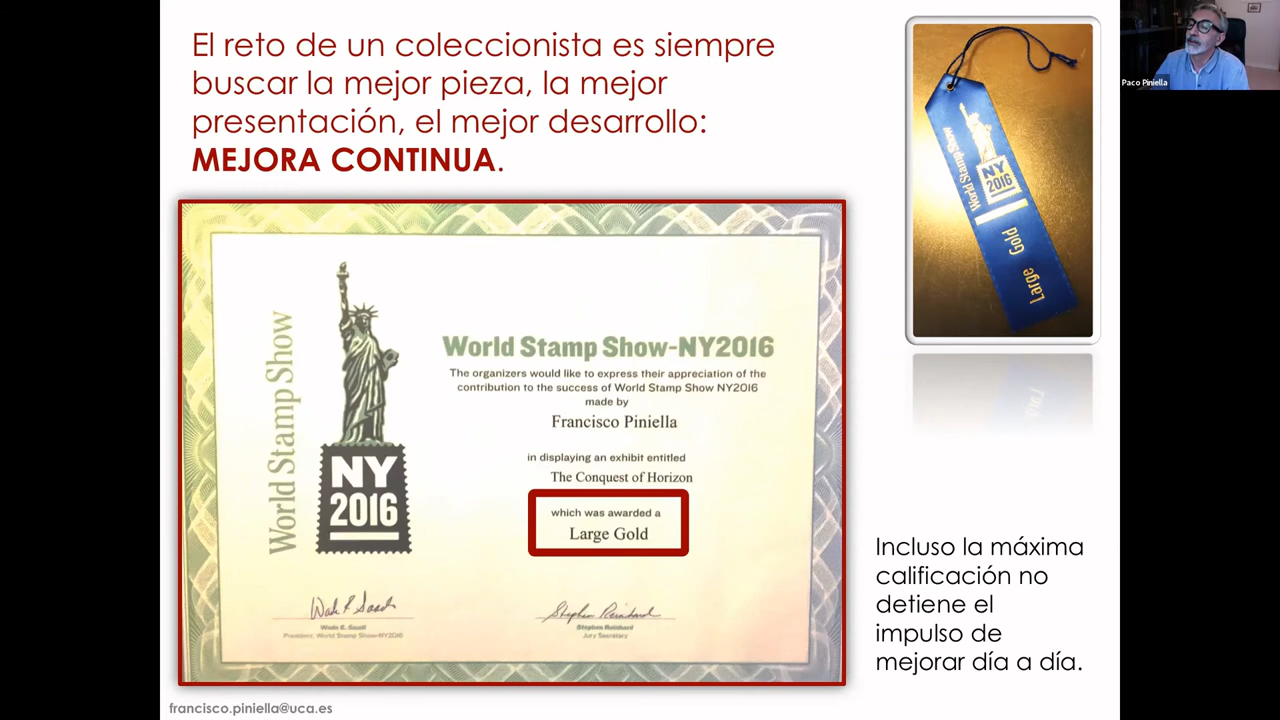 El reto de un coleccionista es siempre
buscar la mejor pieza, la mejor
presentación, el mejor desarrollo:
MEJORA CONTINUA.
Paco Piniella
World Stamp Show
NY
2016
Large Gold
World Stamp Show
NY
2016
World Stamp Show-NY2016
The organizers would like to express their appreciation of the
contribution to the success of World Stamp Show NY2016
made by
Francisco Piniella
in displaying an exhibit entitled
The Conquest of Horizon
which was awarded a
Large Gold
President, World Stamp Show-NY2016
Stephen Reinhard
Stephen Reinhard
Jury Secretary
Incluso la máxima
calificación no
detiene el
impulso de
mejorar día a día.
francisco.piniella@uca.es